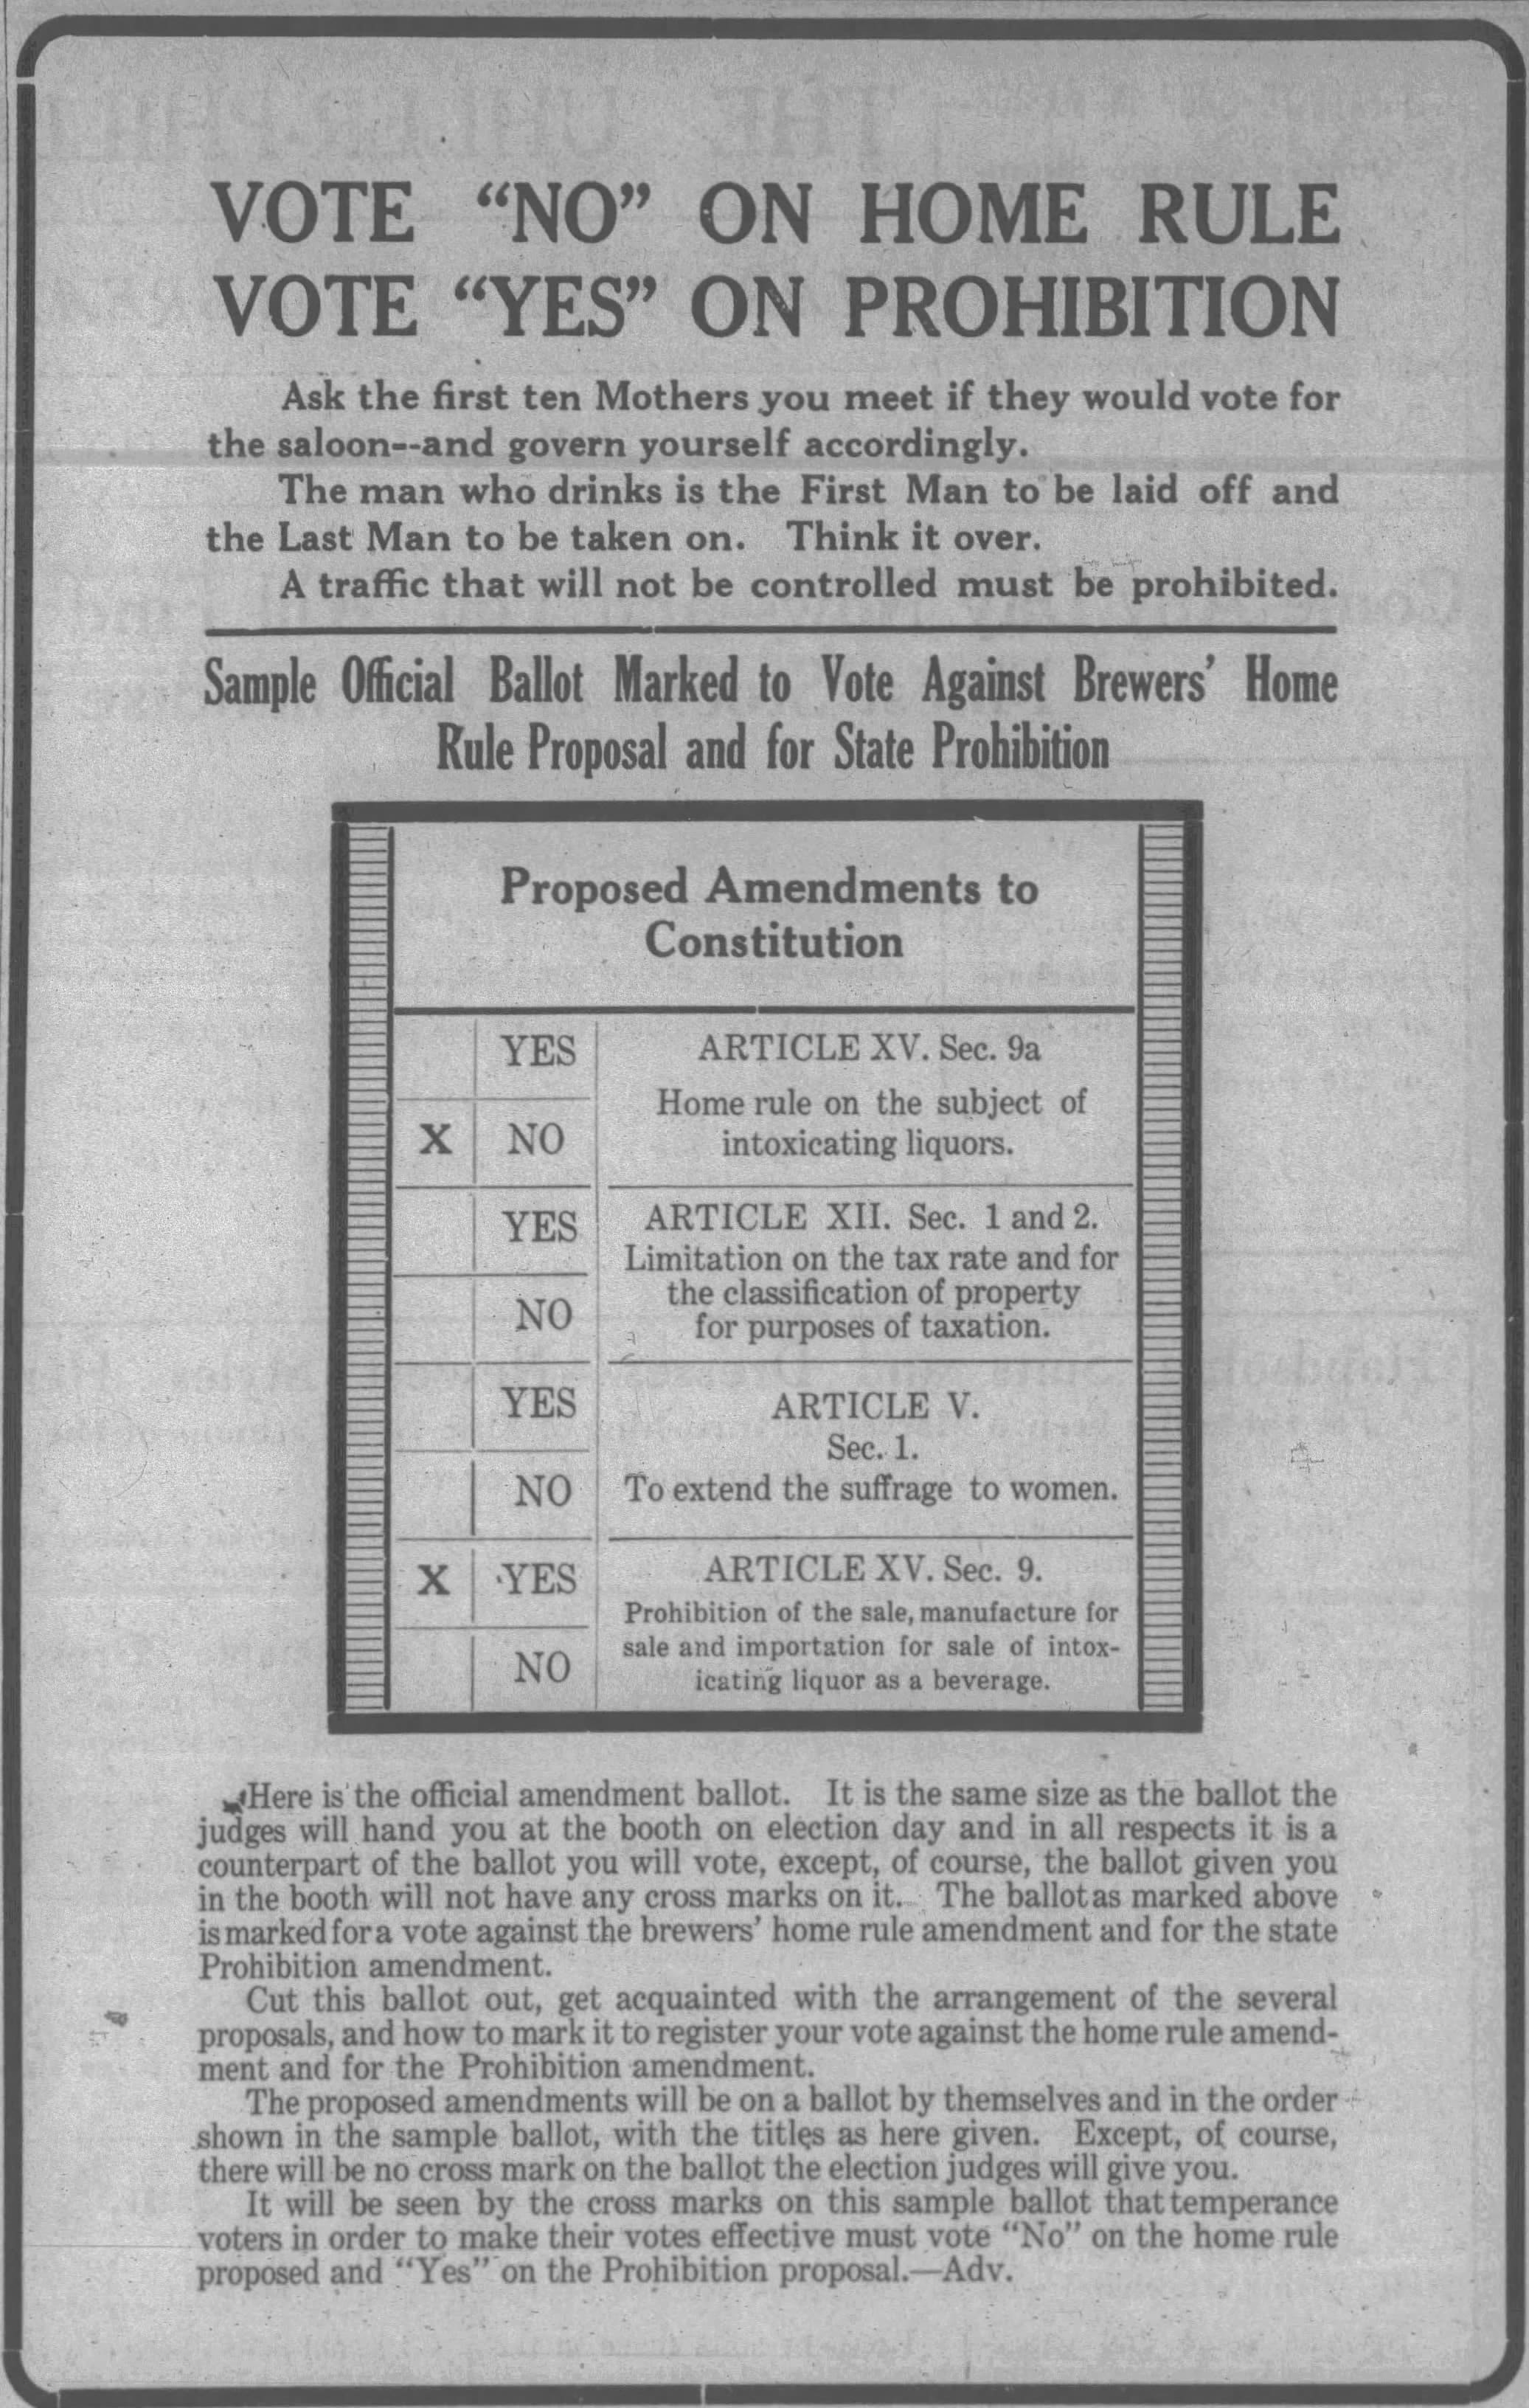 VOTE “NO” ON HOME RULE
VOTE “YES” ON PROHIBITION
Ask the first ten Mothers you meet if they would vote for
the saloon--and govern yourself accordingly.
The man who drinks is the First Man to be laid off and
the Last Man to be taken on. Think it over.
A traffic that will not be controlled must be prohibited.
Sample Official Ballot Marked to Vote Against Brewers’ Home
Rule Proposal and for State Prohibition
Proposed Amendments to
Constitution
YES
X NO
ARTICLE XV. Sec. 9a
Home rule on the subject of
intoxicating liquors.
YES
NO
ARTICLE XII. Sec. 1 and 2.
Limitation on the tax rate and for
the classification of property
for purposes of taxation.
YES
NO
ARTICLE V.
Sec. 1.
To extend the suffrage to women.
X YES
NO
ARTICLE XV. Sec. 9.
Prohibition of the sale, manufacture for
sale and importation for sale of intox-
icating liquor as a beverage.
Here is the official amendment ballot. It is the same size as the ballot the
judges will hand you at the booth on election day and in all respects it is a
counterpart of the ballot you will vote, except, of course, the ballot given you
in the booth will not have any cross marks on it. The ballot as marked above
is marked for a vote against the brewers’ home rule amendment and for the state
Prohibition amendment.
Cut this ballot out, get acquainted with the arrangement of the several
proposals, and how to mark it to register your vote against the home rule amend-
ment and for the Prohibition amendment.
The proposed amendments will be on a ballot by themselves and in the order
shown in the sample ballot, with the titles as here given. Except, of course,
there will be no cross mark on the ballot the election judges will give you.
It will be seen by the cross marks on this sample ballot that temperance
voters in order to make their votes effective must vote “No” on the home rule
proposed and “Yes” on the Prohibition proposal.—Adv.